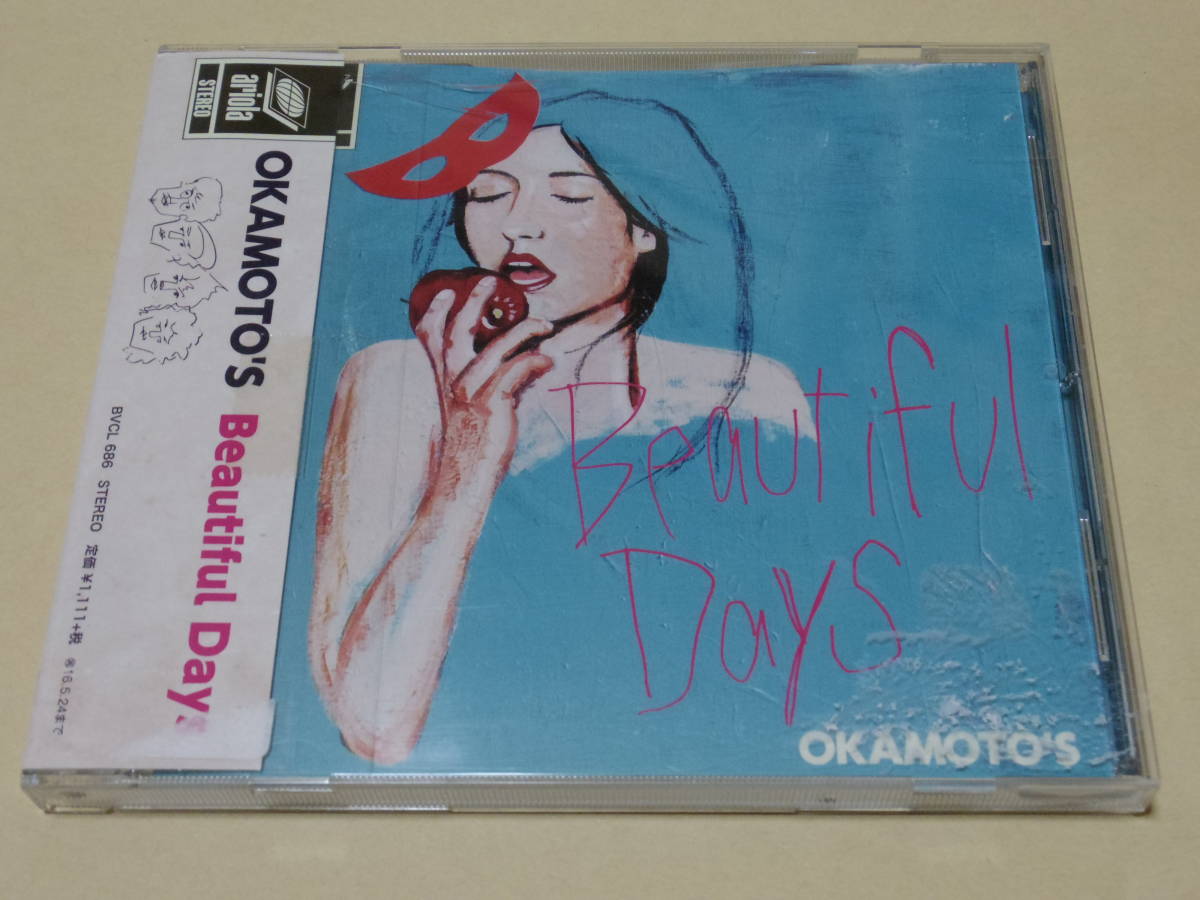 ariola
STEREO
OKAMOTO'S Beautiful Days
BVCL 686 STEREO 定価¥1,111+税 ㊝'16.5.24まで
Beautiful
Days
OKAMOTO'S